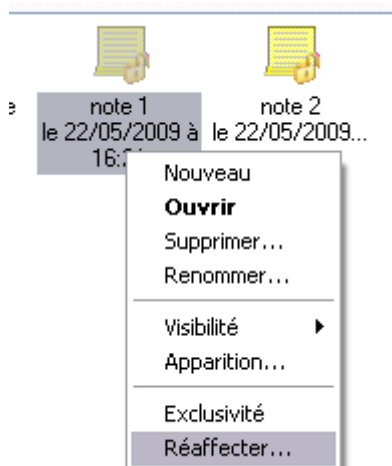 e
note 1
note 2
le 22/05/2009 à
le 22/05/2009...
16:
Nouveau
Ouvrir
Supprimer...
Renommer...
Visibilité
Apparition...
Exclusivité
Réaffecter...